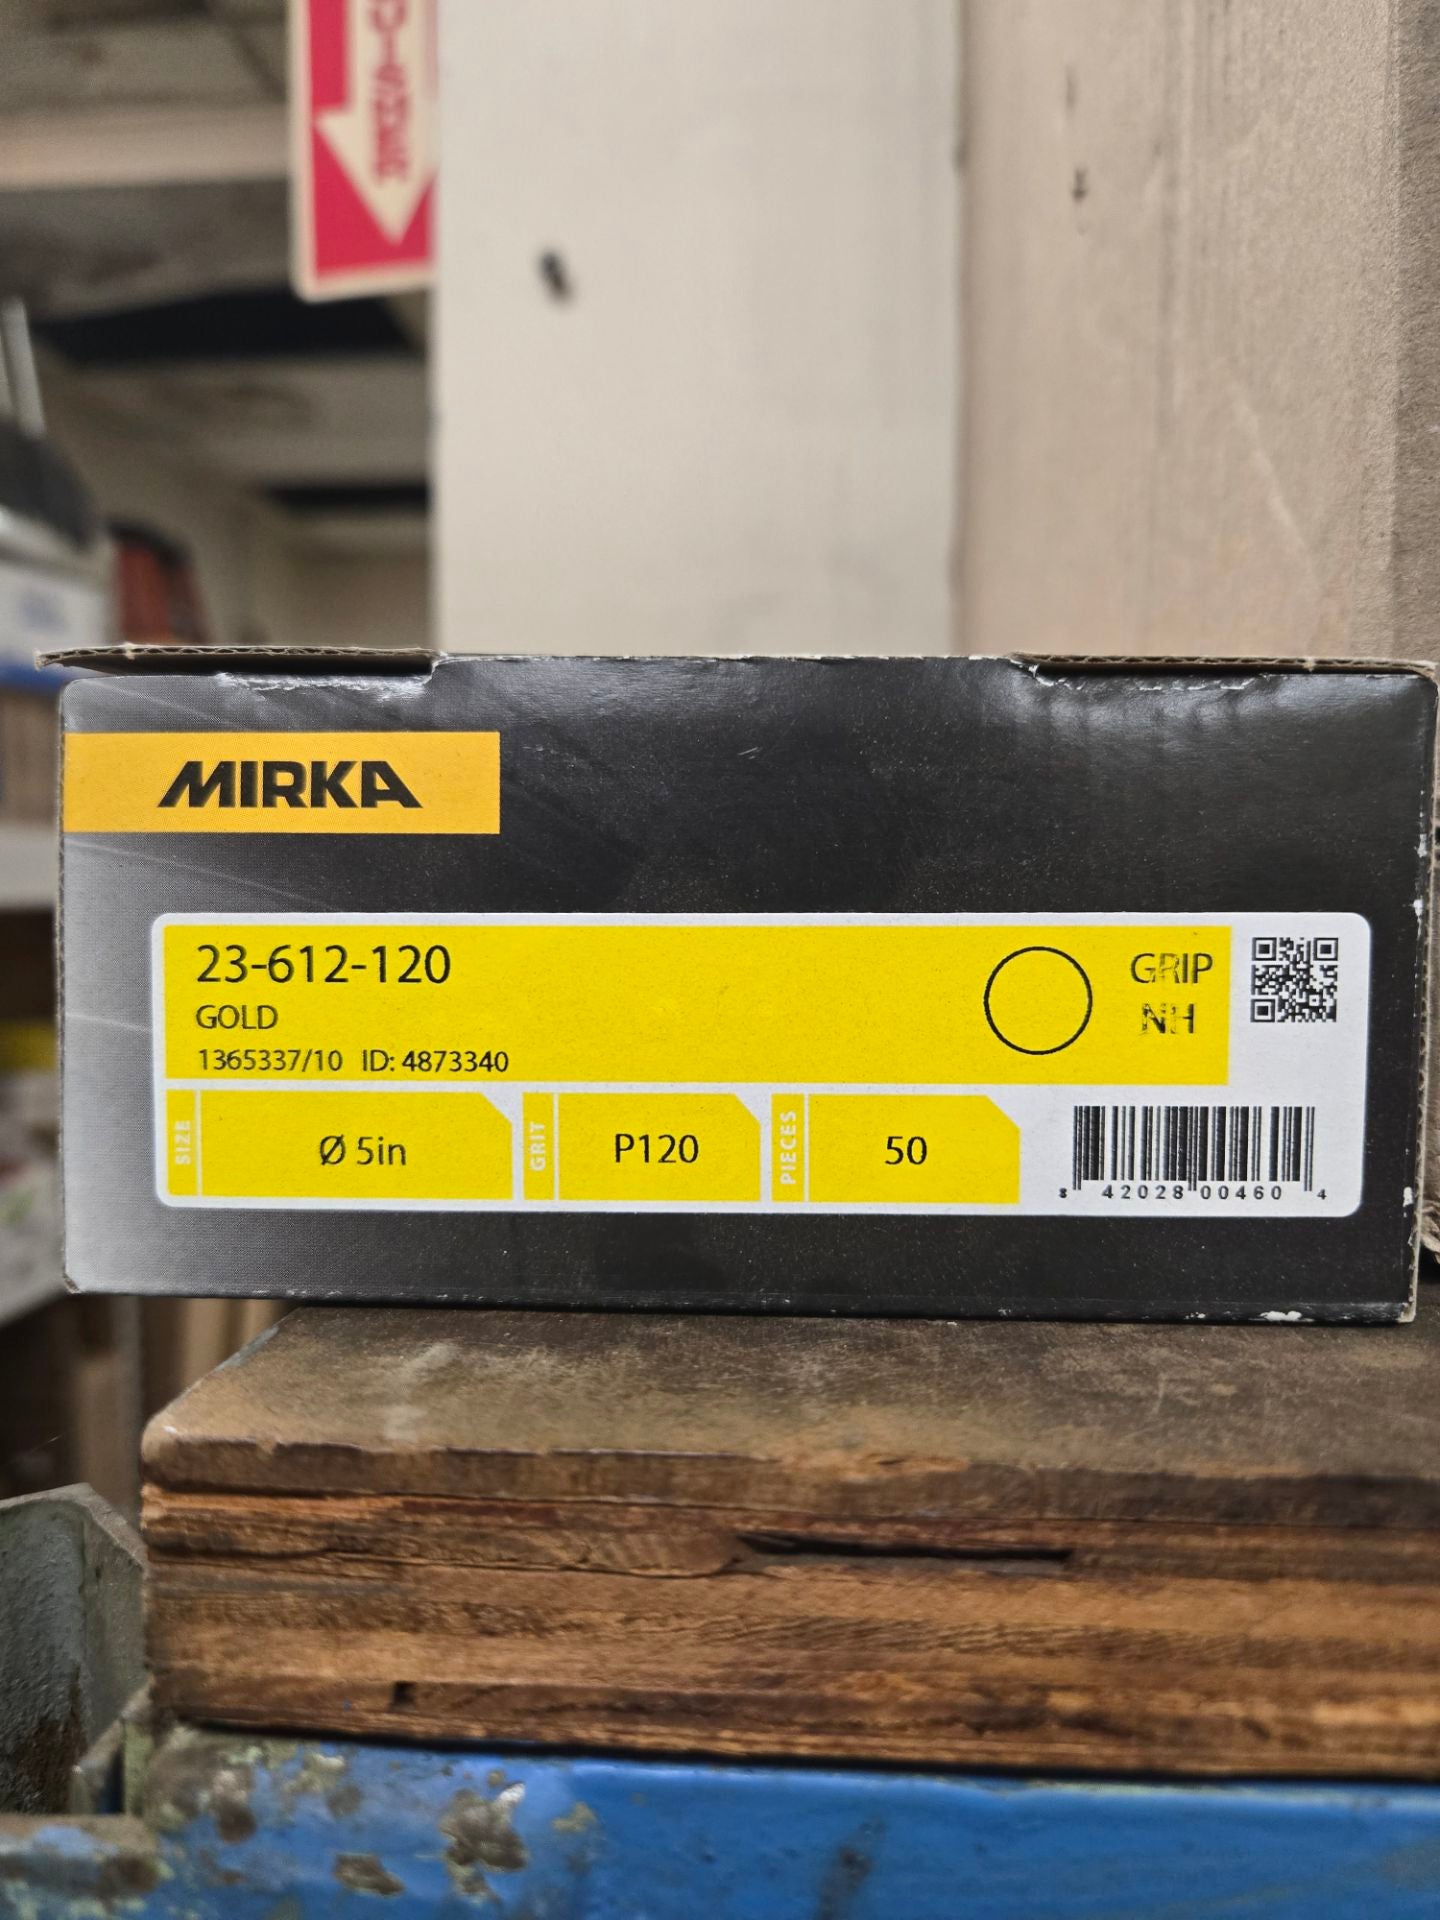 MIRKA
23-612-120
GOLD
1365337/10 ID: 4873340
GRIP
NH
SIZE
Ø 5in
GRIT
P120
PIECES
50
8 42028 00460 4